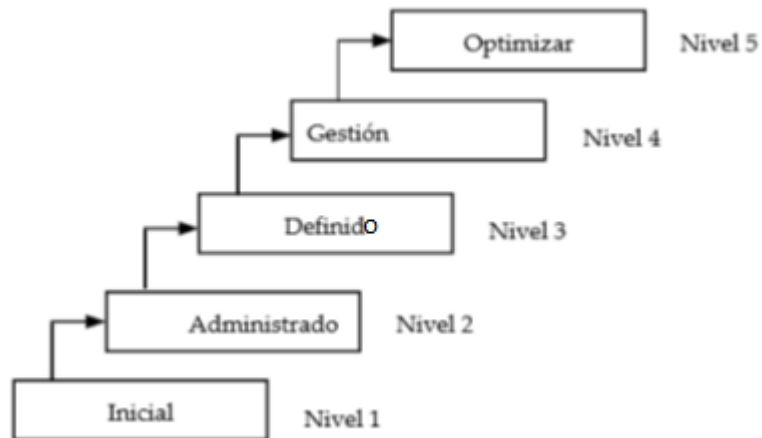 Optimizar Nivel 5
Gestión Nivel 4
Definido Nivel 3
Administrado Nivel 2
Inicial Nivel 1